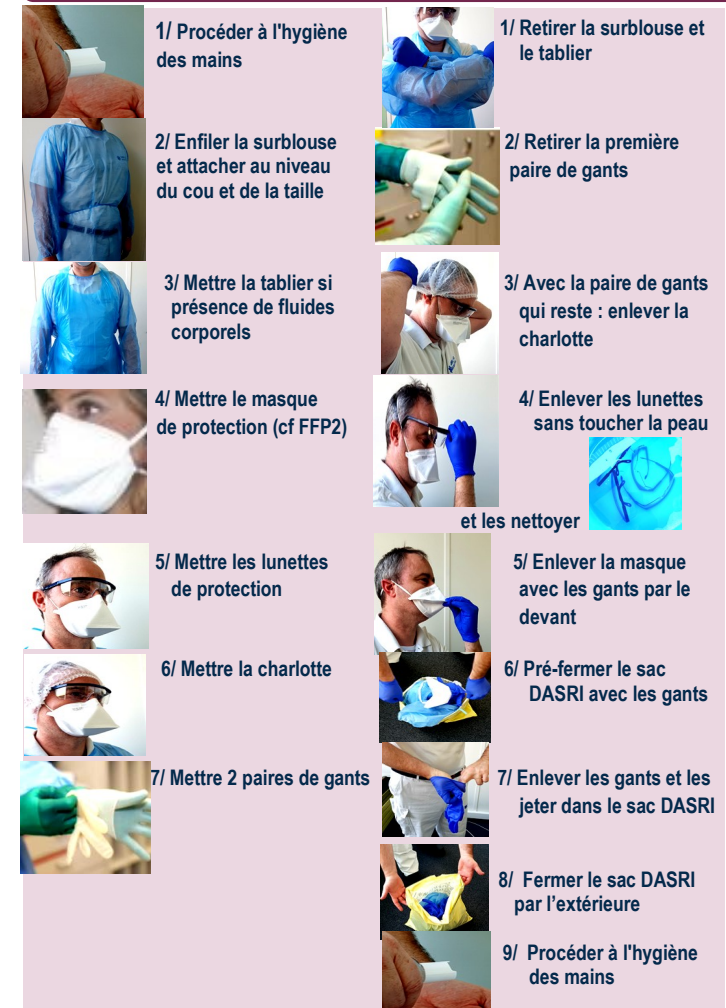 1/ Procéder à l'hygiène
des mains
2/ Enfiler la surblouse
et attacher au niveau
du cou et de la taille
3/ Mettre la tablier si
présence de fluides
corporels
4/ Mettre le masque
de protection (cf FFP2)
5/ Mettre les lunettes
de protection
6/ Mettre la charlotte
7/ Mettre 2 paires de gants
1/ Retirer la surblouse et
le tablier
2/ Retirer la première
paire de gants
3/ Avec la paire de gants
qui reste : enlever la
charlotte
4/ Enlever les lunettes
sans toucher la peau
et les nettoyer
5/ Enlever la masque
avec les gants par le
devant
6/ Pré-fermer le sac
DASRI avec les gants
7/ Enlever les gants et les
jeter dans le sac DASRI
8/ Fermer le sac DASRI
par l'extérieure
9/ Procéder à l'hygiène
des mains